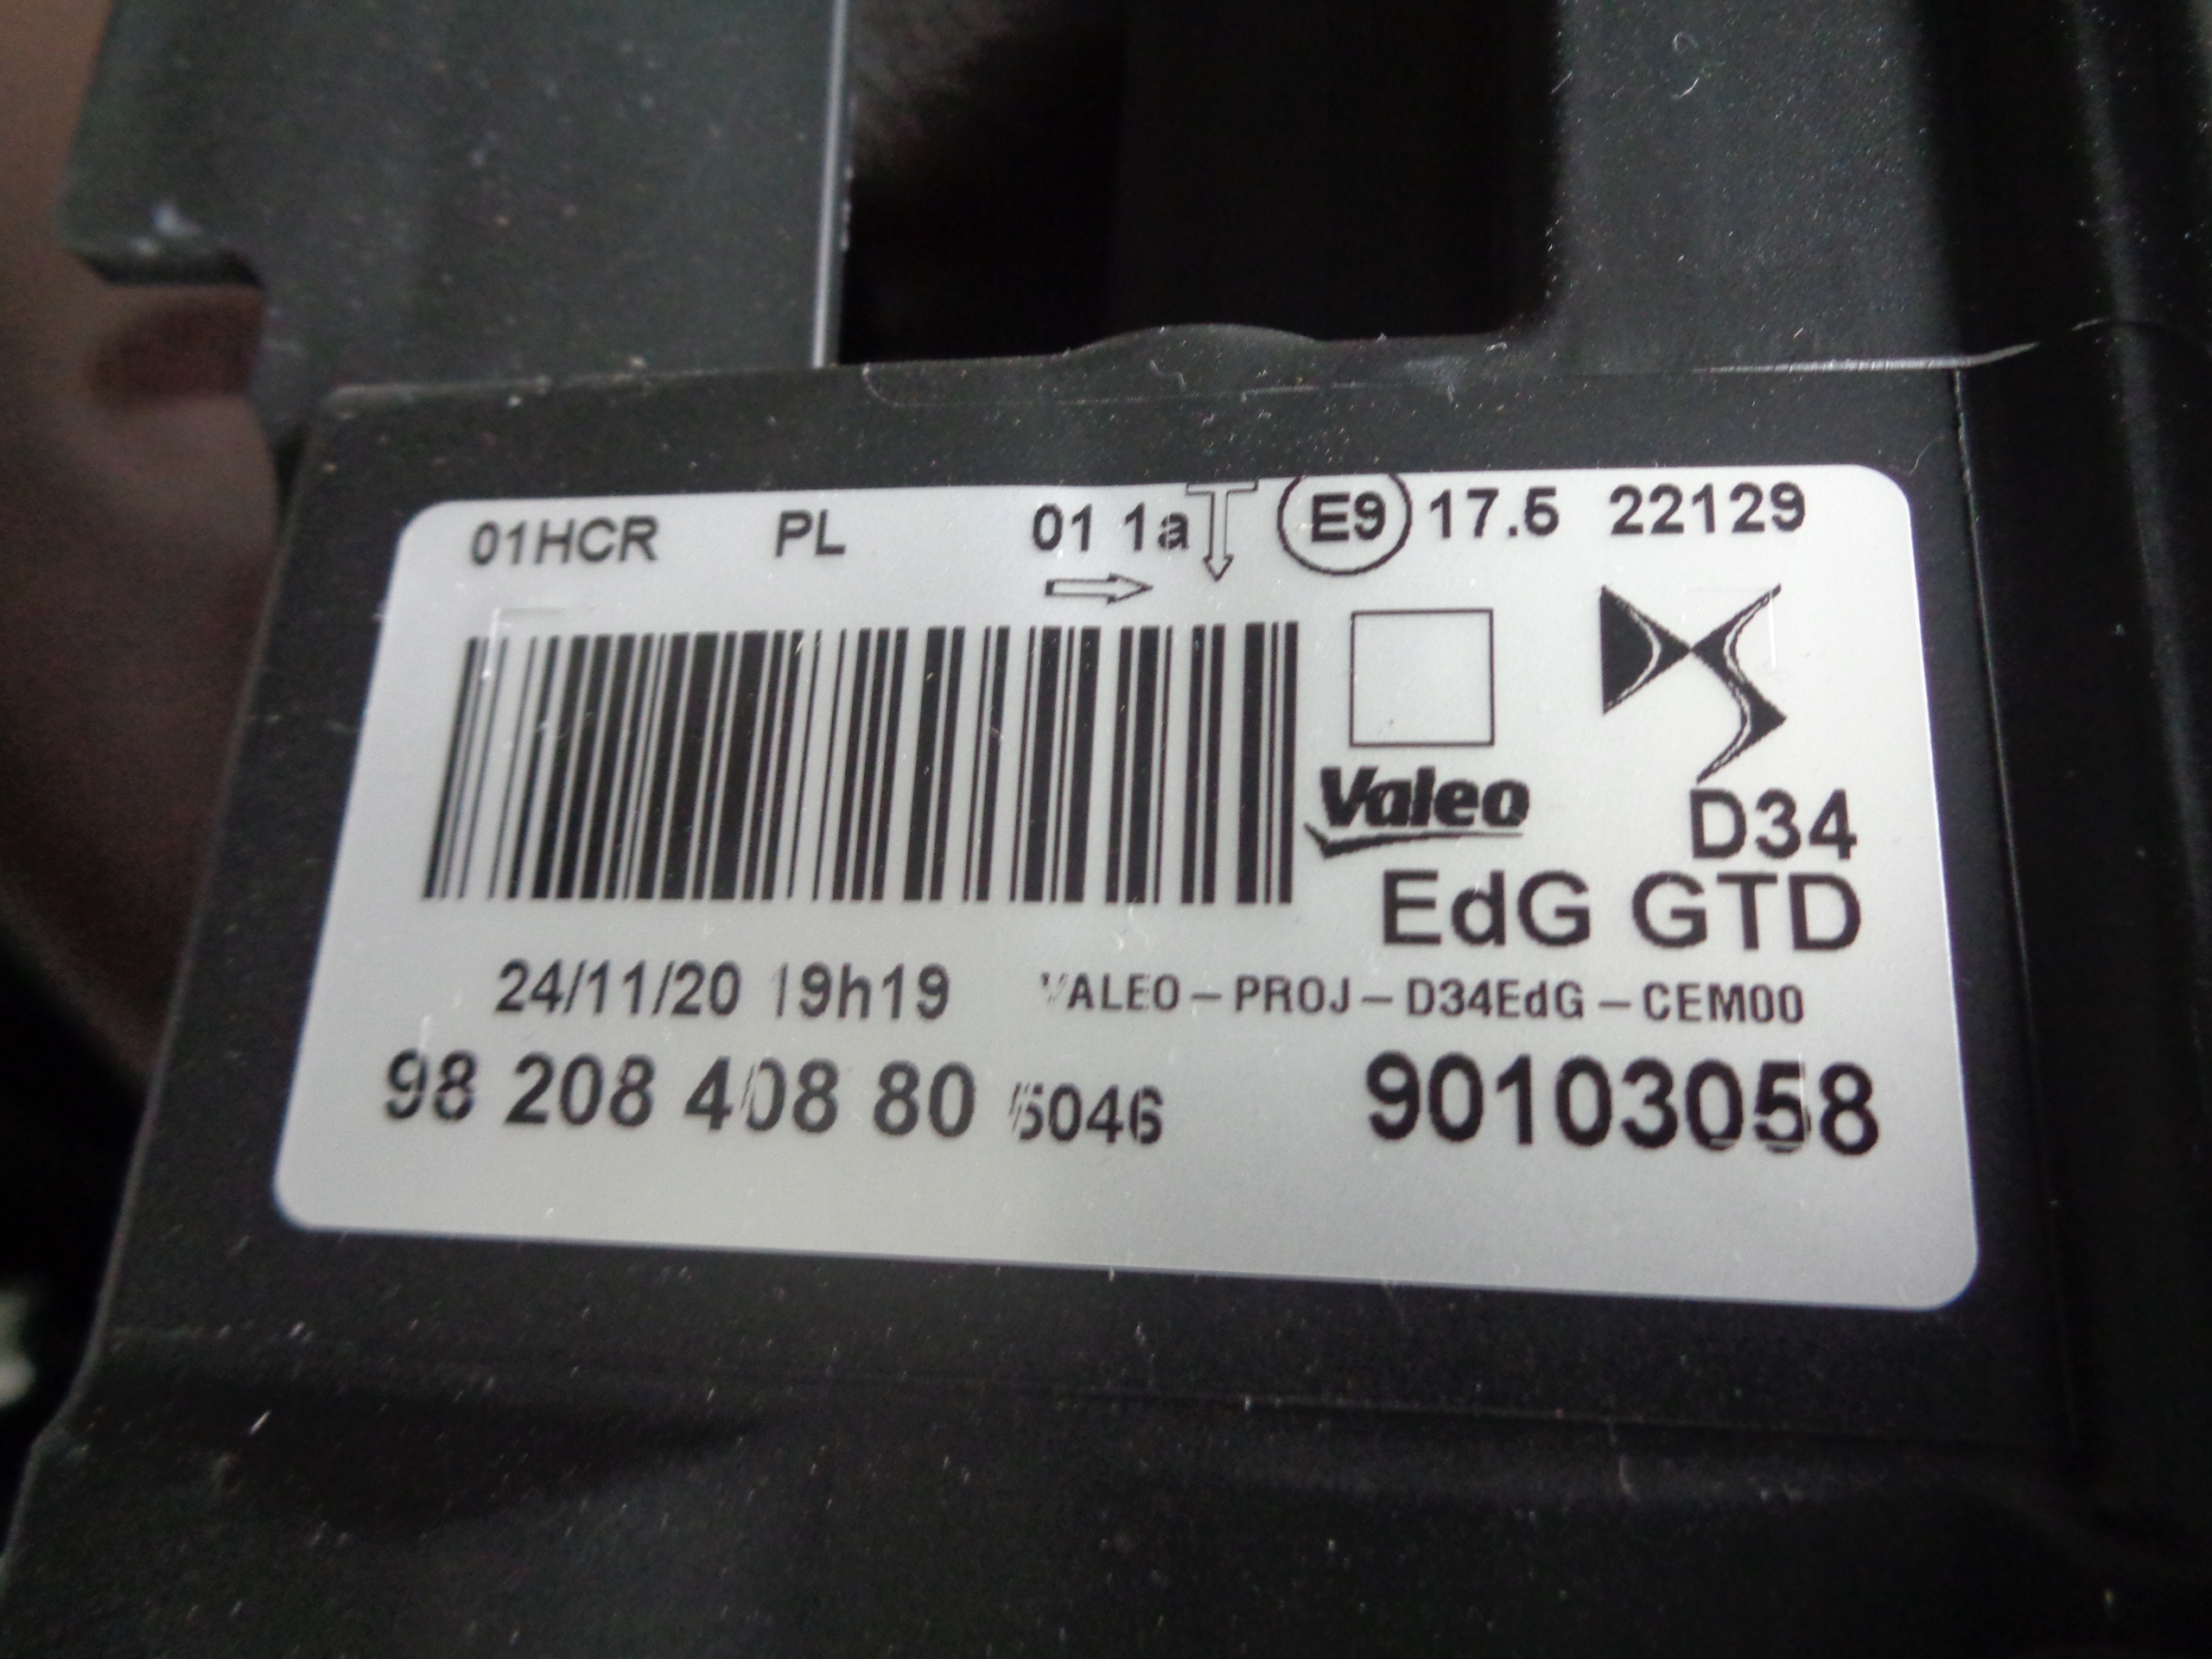 01HCR PL 01 1a E9 17.5 22129
Valeo
D34
EdG GTD
24/11/20 19h19 VALEO-PROJ-D34EdG-CEM00
98 208 408 80 5046 90103058